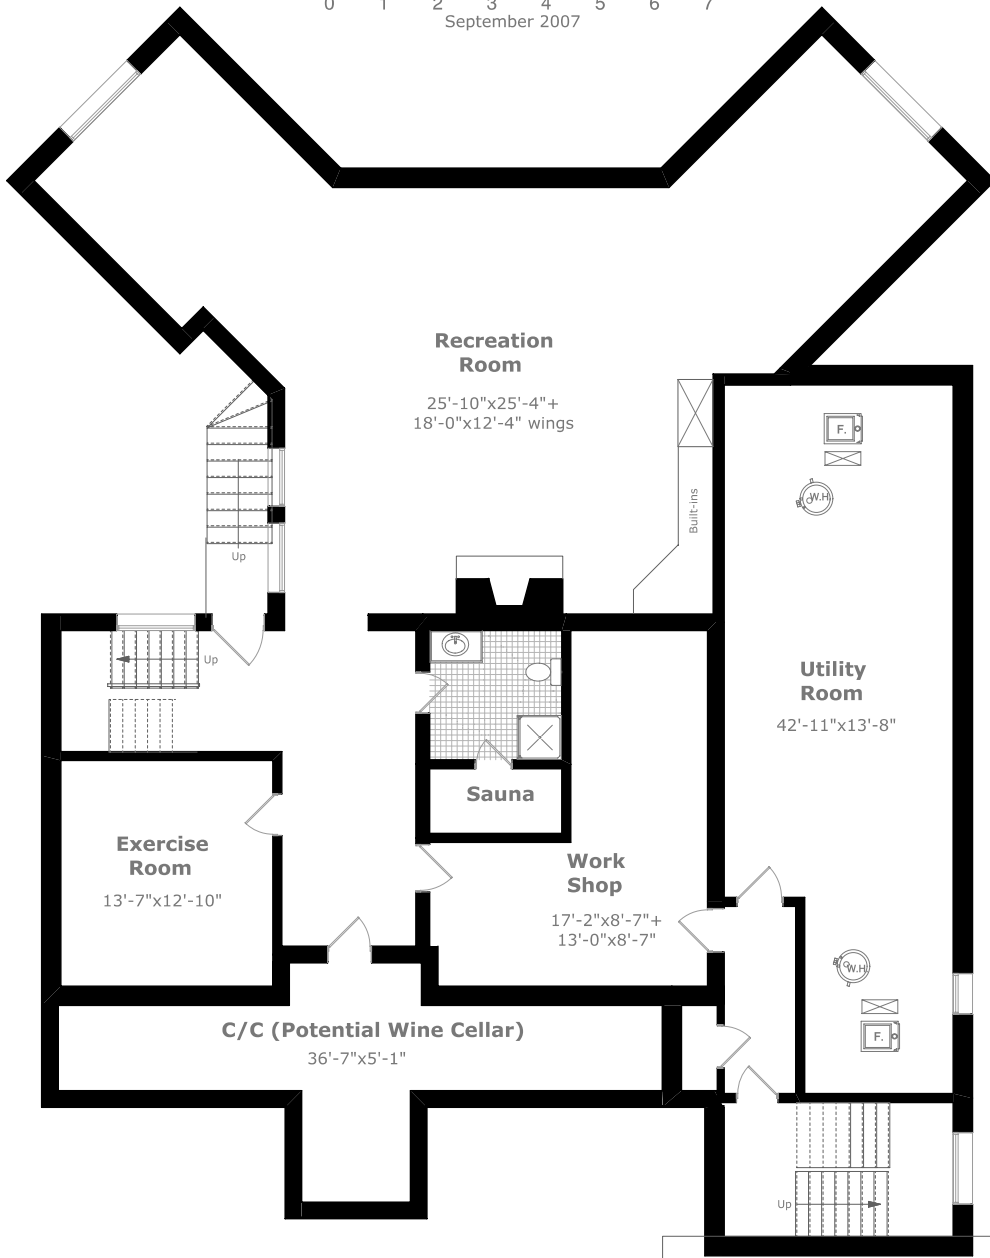 0 1 2 3 4 5 6 7
September 2007
Recreation
Room
25'-10"x25'-4"+
18'-0"x12'-4" wings
F.
W.H.
Built-ins
Up
Up
Utility
Room
42'-11"x13'-8"
Sauna
Exercise
Room
13'-7"x12'-10"
Work
Shop
17'-2"x8'-7"+
13'-0"x8'-7"
W.H.
F.
C/C (Potential Wine Cellar)
36'-7"x5'-1"
Up